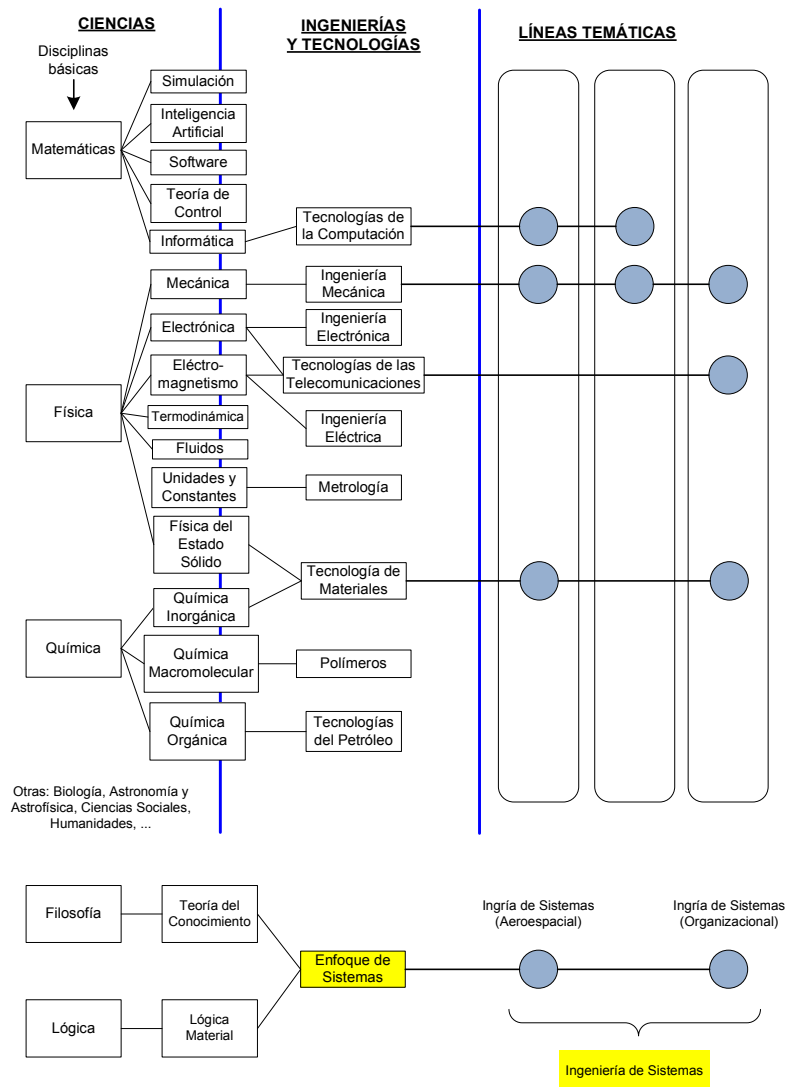 CIENCIAS
INGENIERÍAS
Y TECNOLOGÍAS
LÍNEAS TEMÁTICAS
Disciplinas
básicas
Matemáticas
Simulación
Inteligencia
Artificial
Software
Teoría de
Control
Informática
Tecnologías de
la Computación
Física
Mecánica
Ingeniería
Mecánica
Electrónica
Ingeniería
Electrónica
Eléctro-
magnetismo
Tecnologías de las
Telecomunicaciones
Termodinámica
Ingeniería
Eléctrica
Fluidos
Unidades y
Constantes
Metrología
Física del
Estado
Sólido
Tecnología de
Materiales
Química
Química
Inorgánica
Química
Macromolecular
Polímeros
Química
Orgánica
Tecnologías
del Petróleo
Otras: Biología, Astronomía y
Astrofísica, Ciencias Sociales,
Humanidades, ...
Filosofía
Teoría del
Conocimiento
Enfoque de
Sistemas
Ingría de Sistemas
(Aeroespacial)
Ingría de Sistemas
(Organizacional)
Lógica
Lógica
Material
Ingeniería de Sistemas